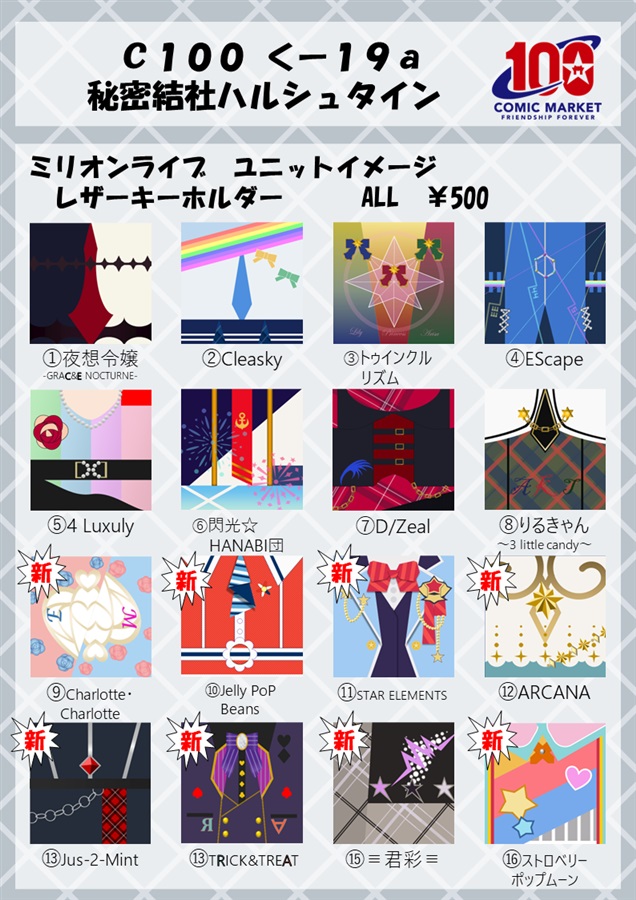 C100 くー19a
秘密結社ハルシュタイン
100
COMIC MARKET
FRIENDSHIP FOREVER
ミリオンライブ ユニットイメージ
レザーキーホルダー ALL ¥500
①夜想令嬢
-GRAC&E NOCTURNE-
②Cleasky
③トゥインクル
リズム
④EScape
⑤4 Luxuly
⑥閃光☆
HANABI団
⑦D/Zeal
⑧りるきゃん
～3 little candy～
新
⑨Charlotte・
Charlotte
新
⑩Jelly PoP
Beans
新
⑪STAR ELEMENTS
新
⑫ARCANA
新
⑬Jus-2-Mint
新
⑬TRICK&TREAT
新
⑮≡君彩≡
新
⑯ストロベリー
ポップムーン